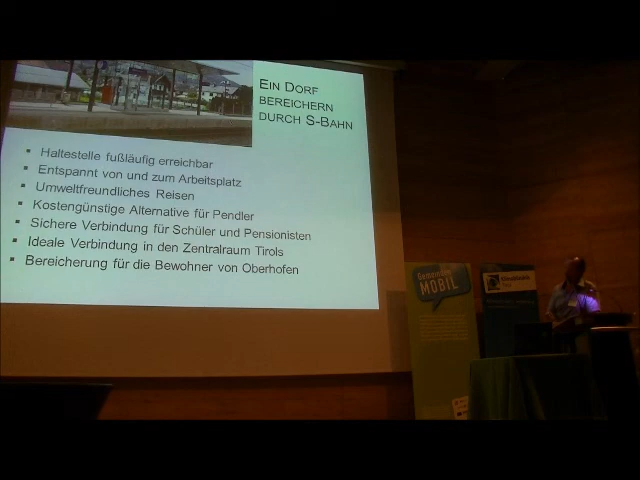 EIN DORF
BEREICHERN
DURCH S-BAHN
▪ Haltestelle fußläufig erreichbar
▪ Entspannt von und zum Arbeitsplatz
▪ Umweltfreundliches Reisen
▪ Kostengünstige Alternative für Pendler
▪ Sichere Verbindung für Schüler und Pensionisten
▪ Ideale Verbindung in den Zentralraum Tirols
▪ Bereicherung für die Bewohner von Oberhofen
Gemeinde
MOBIL